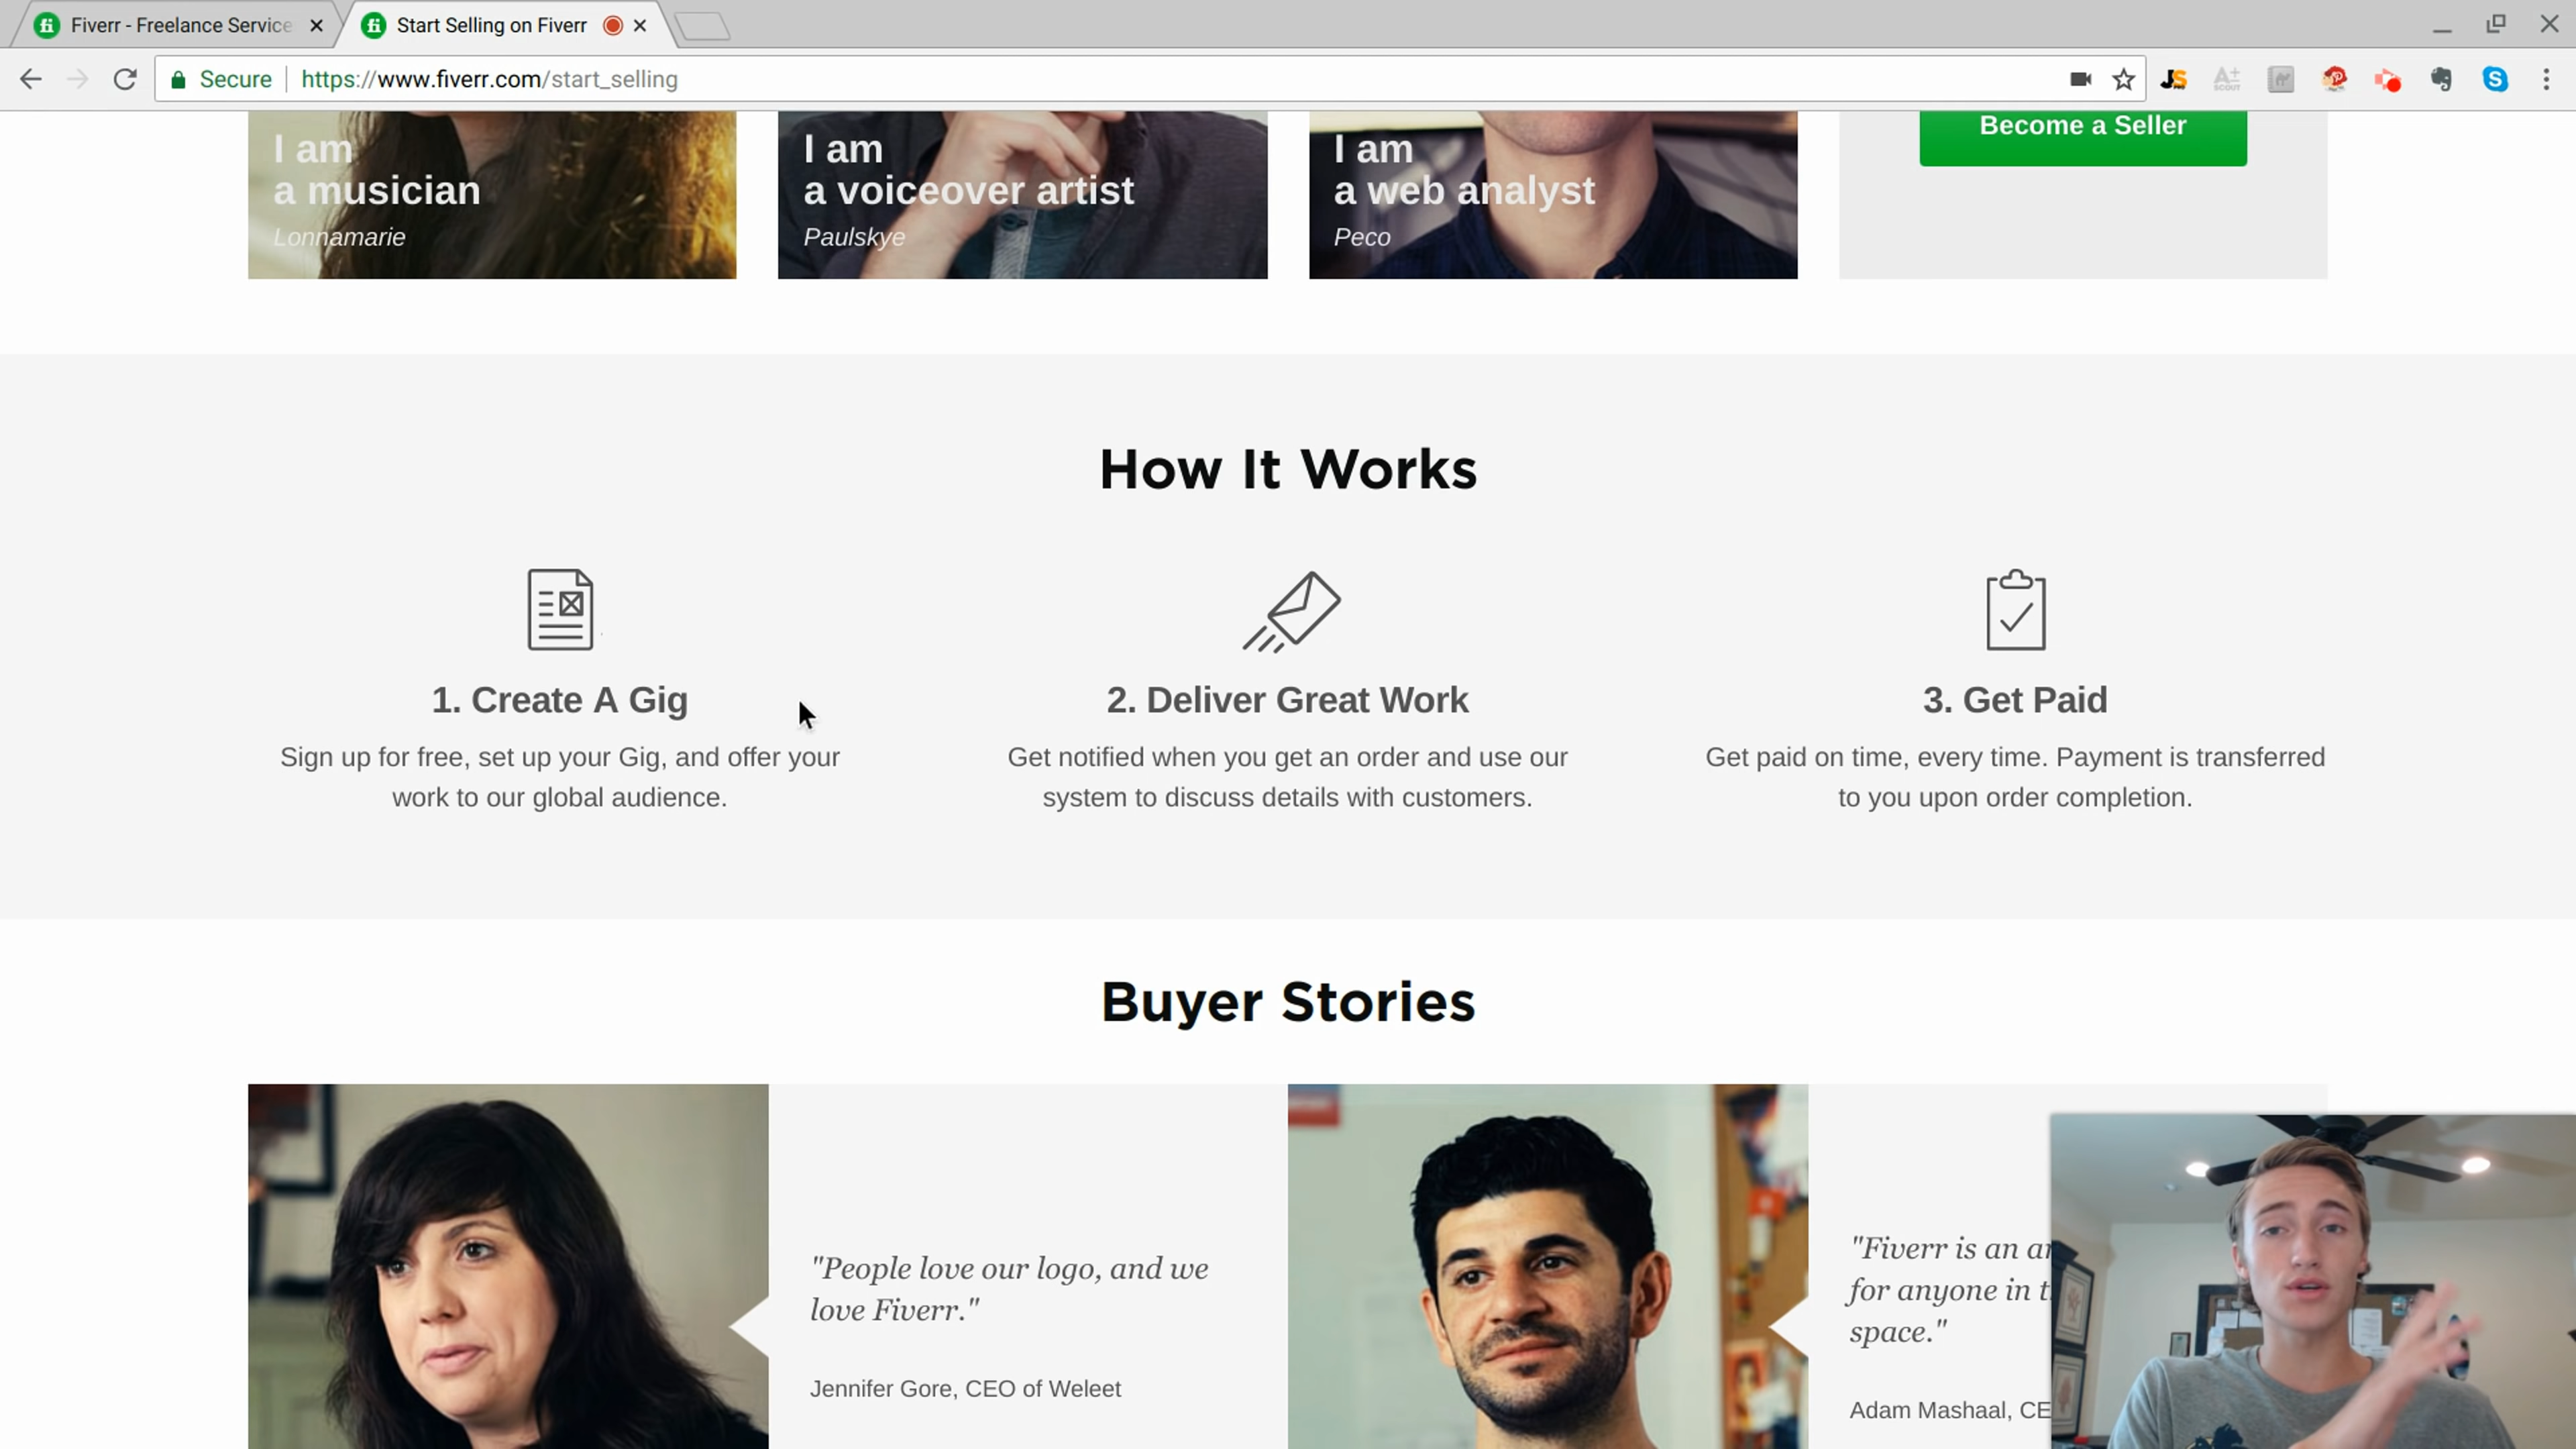 Fiverr - Freelance Service
Start Selling on Fiverr
Secure
https://www.fiverr.com/start_selling
I am
a musician
Lonnamarie
I am
a voiceover artist
Paulskye
I am
a web analyst
Peco
Become a Seller
How It Works
1. Create A Gig
Sign up for free, set up your Gig, and offer your
work to our global audience.
2. Deliver Great Work
Get notified when you get an order and use our
system to discuss details with customers.
3. Get Paid
Get paid on time, every time. Payment is transferred
to you upon order completion.
Buyer Stories
"People love our logo, and we
love Fiverr."
Jennifer Gore, CEO of Weleet
"Fiverr is an
for anyone in
space."
Adam Mashaal,